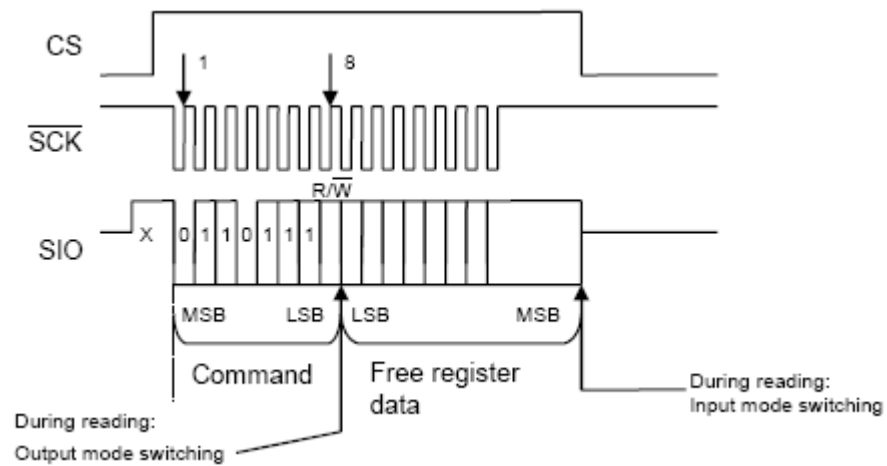 CS
1
8
SCK
R/W
SIO
X
0 1 1 0 1 1 1
MSB
LSB
LSB
MSB
Command
Free register
data
During reading:
Input mode switching
During reading:
Output mode switching